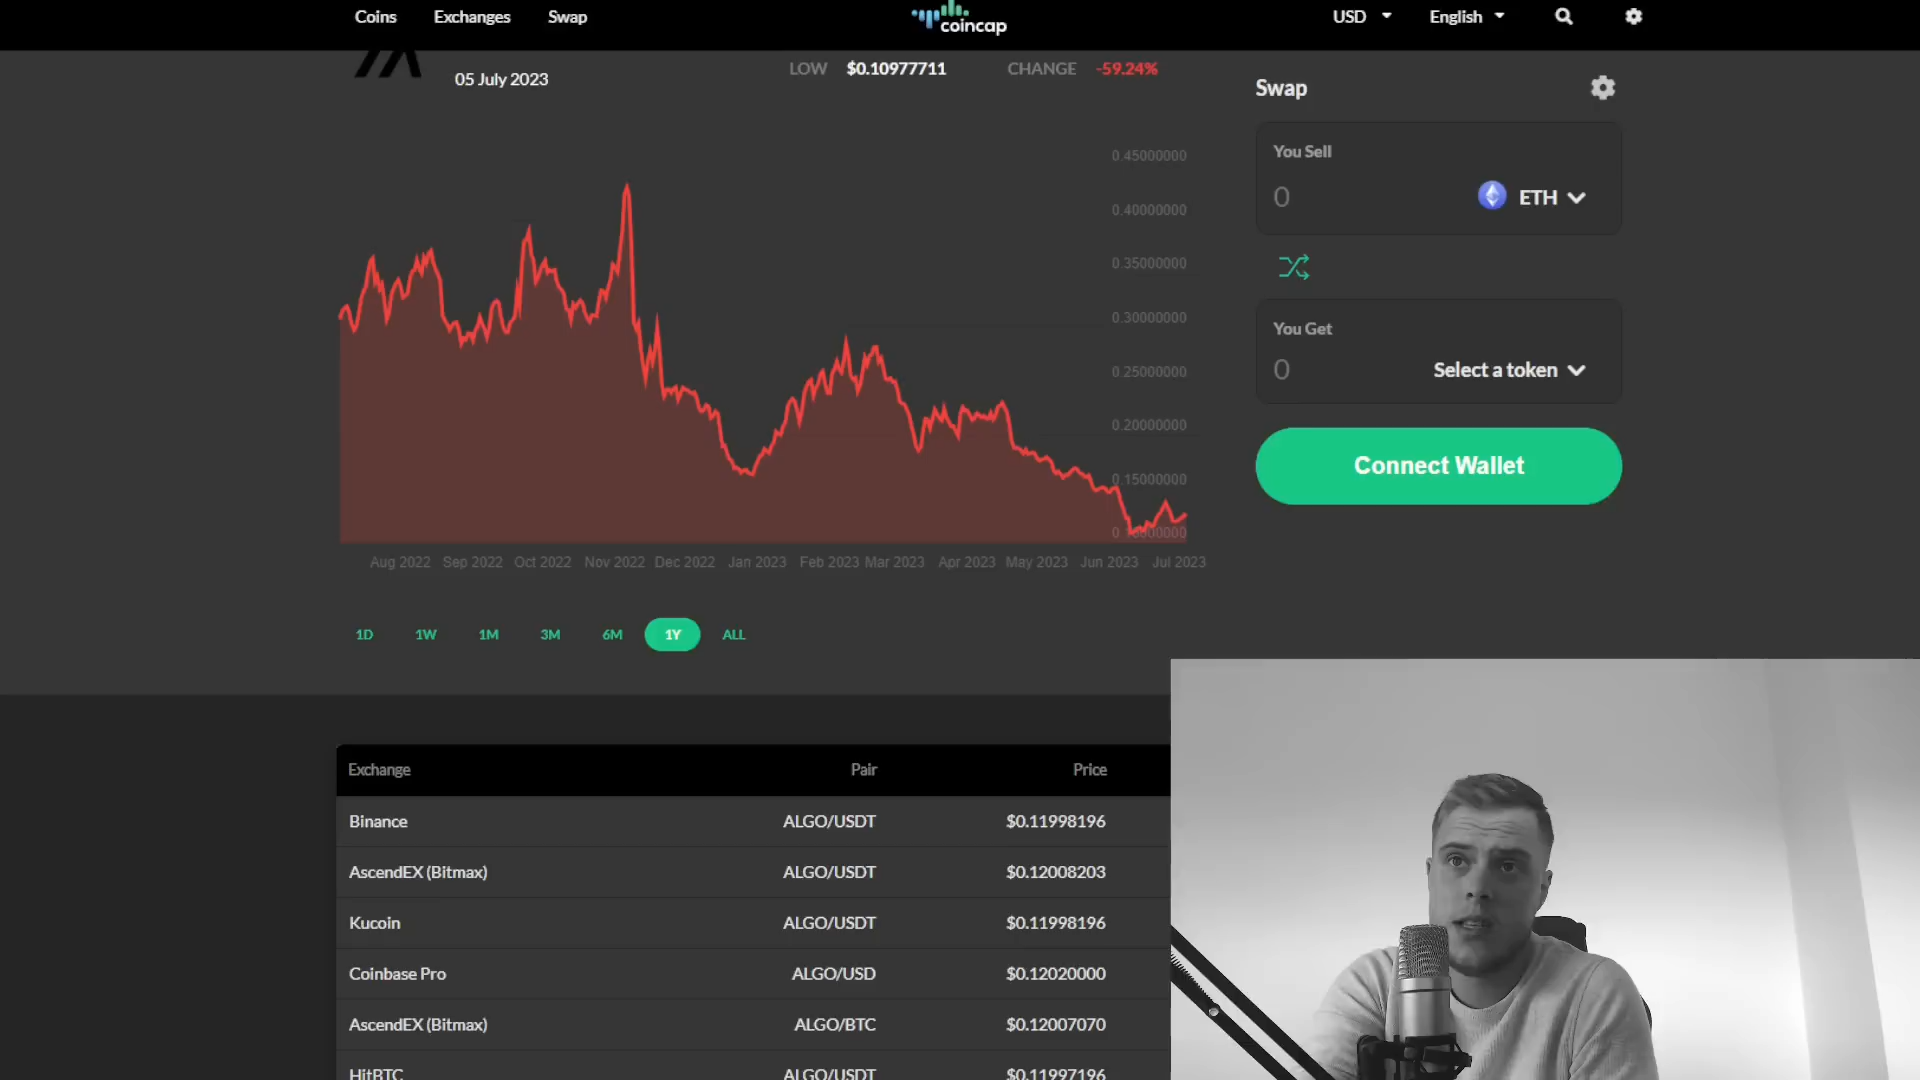 Coins Exchanges Swap
coincap
USD English
05 July 2023
LOW $0.10977711 CHANGE -59.24%
0.45000000
0.40000000
0.35000000
0.30000000
0.25000000
0.20000000
0.15000000
Aug 2022 Sep 2022 Oct 2022 Nov 2022 Dec 2022 Jan 2023 Feb 2023 Mar 2023 Apr 2023 May 2023 Jun 2023 Jul 2023
1D 1W 1M 3M 6M 1Y ALL
Swap
You Sell
0 ETH
You Get
0 Select a token
Connect Wallet
Exchange Pair Price
Binance ALGO/USDT $0.11998196
AscendEX (Bitmax) ALGO/USDT $0.12008203
Kucoin ALGO/USDT $0.11998196
Coinbase Pro ALGO/USD $0.12020000
AscendEX (Bitmax) ALGO/BTC $0.12007070
HitBTC ALGO/USDT $0.11997196